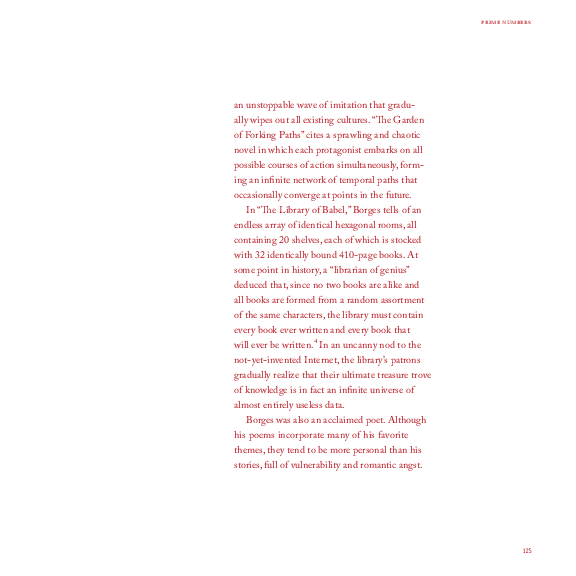 PRIME NUMBERS
an unstoppable wave of imitation that gradu-
ally wipes out all existing cultures. “The Garden
of Forking Paths” cites a sprawling and chaotic
novel in which each protagonist embarks on all
possible courses of action simultaneously, form-
ing an infinite network of temporal paths that
occasionally converge at points in the future.
In “The Library of Babel,” Borges tells of an
endless array of identical hexagonal rooms, all
containing 20 shelves, each of which is stocked
with 32 identically bound 410-page books. At
some point in history, a “librarian of genius”
deduced that, since no two books are alike and
all books are formed from a random assortment
of the same characters, the library must contain
every book ever written and every book that
will ever be written.4 In an uncanny nod to the
not-yet-invented Internet, the library’s patrons
gradually realize that their ultimate treasure trove
of knowledge is in fact an infinite universe of
almost entirely useless data.
Borges was also an acclaimed poet. Although
his poems incorporate many of his favorite
themes, they tend to be more personal than his
stories, full of vulnerability and romantic angst.
125